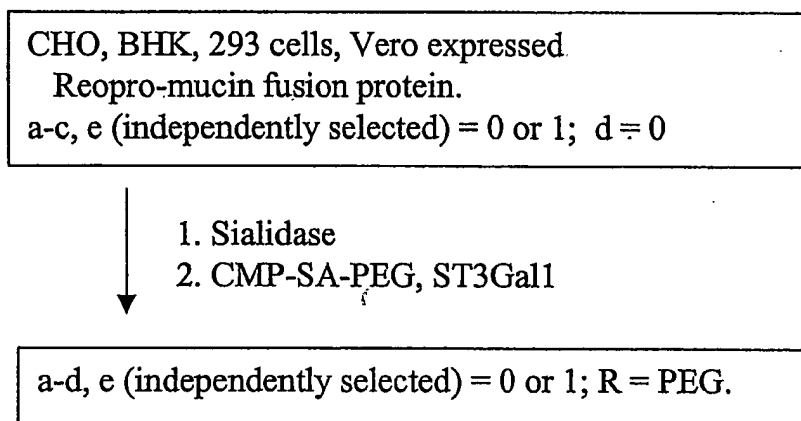 CHO, BHK, 293 cells, Vero expressed
Reopro-mucin fusion protein.
a-c, e (independently selected) = 0 or 1; d = 0
1. Sialidase
2. CMP-SA-PEG, ST3Gal1
a-d, e (independently selected) = 0 or 1; R = PEG.